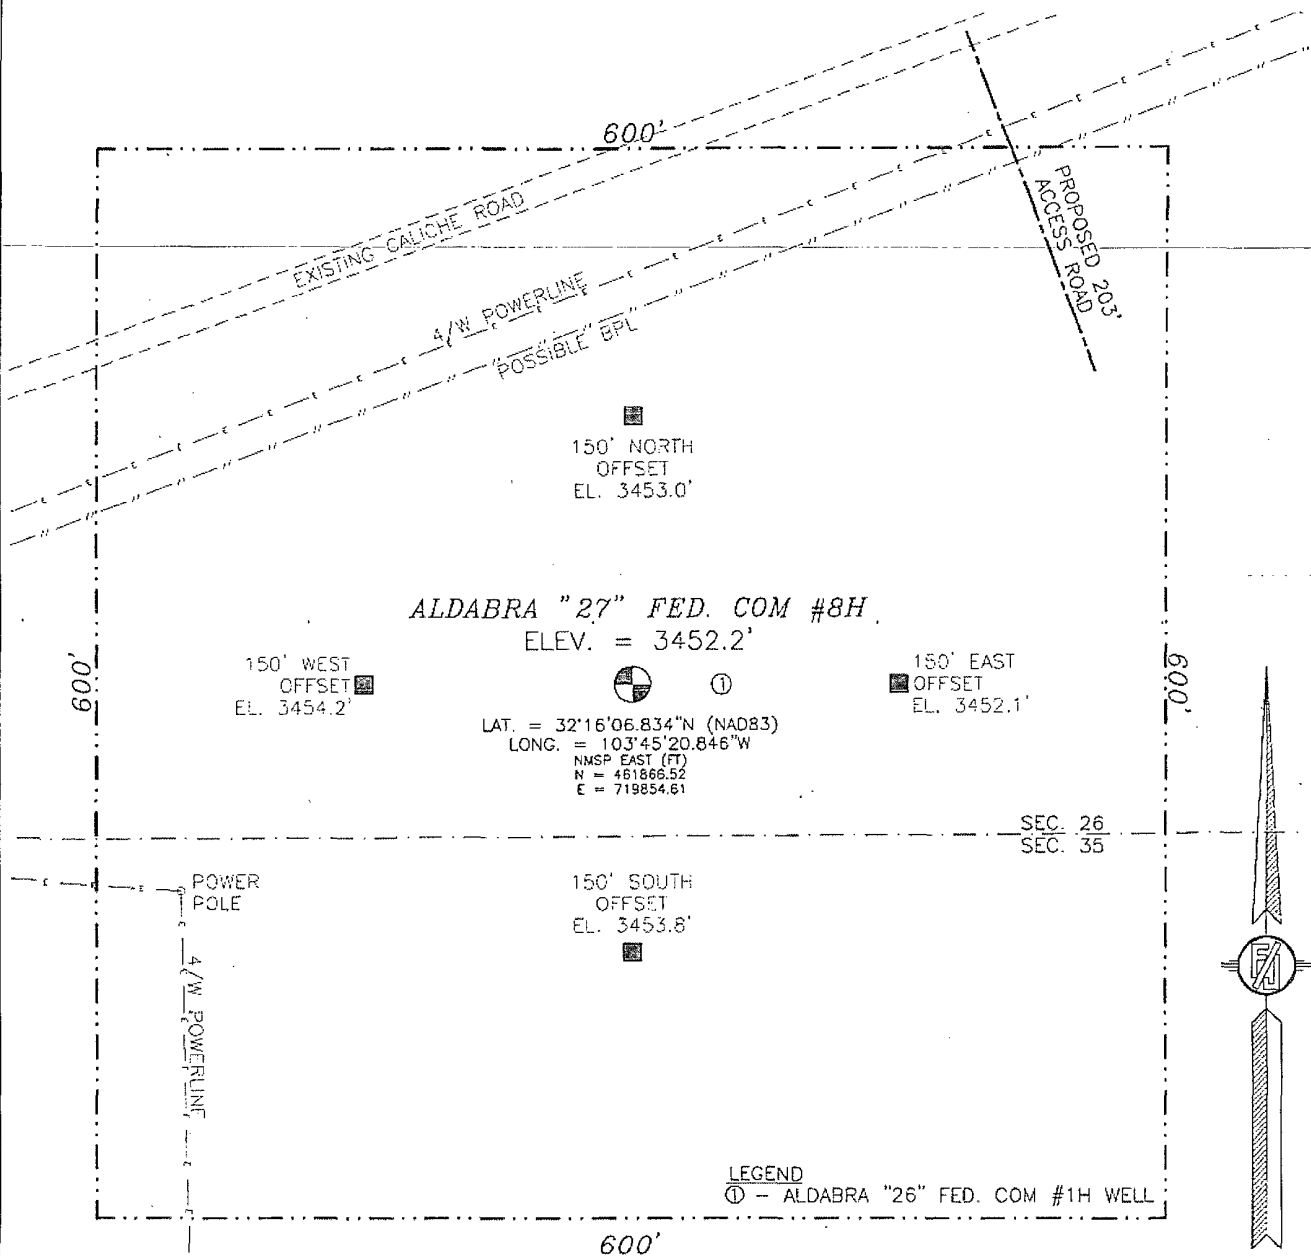 600'
EXISTING CALICHE ROAD
PROPOSED 203'
ACCESS ROAD
4/W POWERLINE
POSSIBLE BPL
150' NORTH
OFFSET
EL. 3453.0'
ALDABRA "27" FED. COM #8H
ELEV. = 3452.2'
600'
150' WEST
OFFSET
EL. 3454.2'
①
150' EAST
OFFSET
EL. 3452.1'
600'
LAT. = 32°16'06.834"N (NAD83)
LONG. = 103°45'20.846"W
NMSP EAST (FT)
N = 461866.52
E = 719854.61
SEC. 26
SEC. 35
POWER
POLE
150' SOUTH
OFFSET
EL. 3453.8'
4/W POWERLINE
LEGEND
① - ALDABRA "26" FED. COM #1H WELL
600'